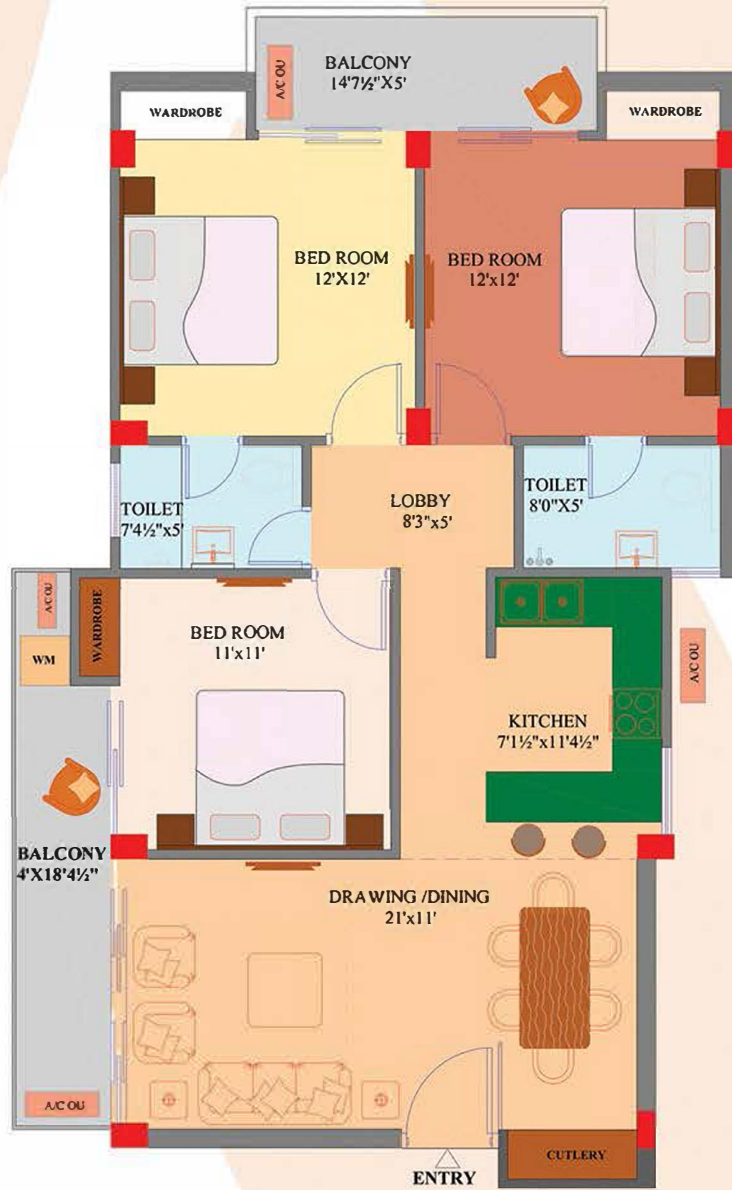 A/C OU
BALCONY
14'7½"X5'
WARDROBE
WARDROBE
BED ROOM
12'X12'
BED ROOM
12'x12'
TOILET
7'4½"x5'
LOBBY
8'3"x5'
TOILET
8'0"X5'
A/C OU
WM
WARDROBE
BED ROOM
11'x11'
A/C OU
KITCHEN
7'1½"x11'4½"
BALCONY
4'X18'4½"
DRAWING /DINING
21'x11'
A/C OU
ENTRY
CUTLERY